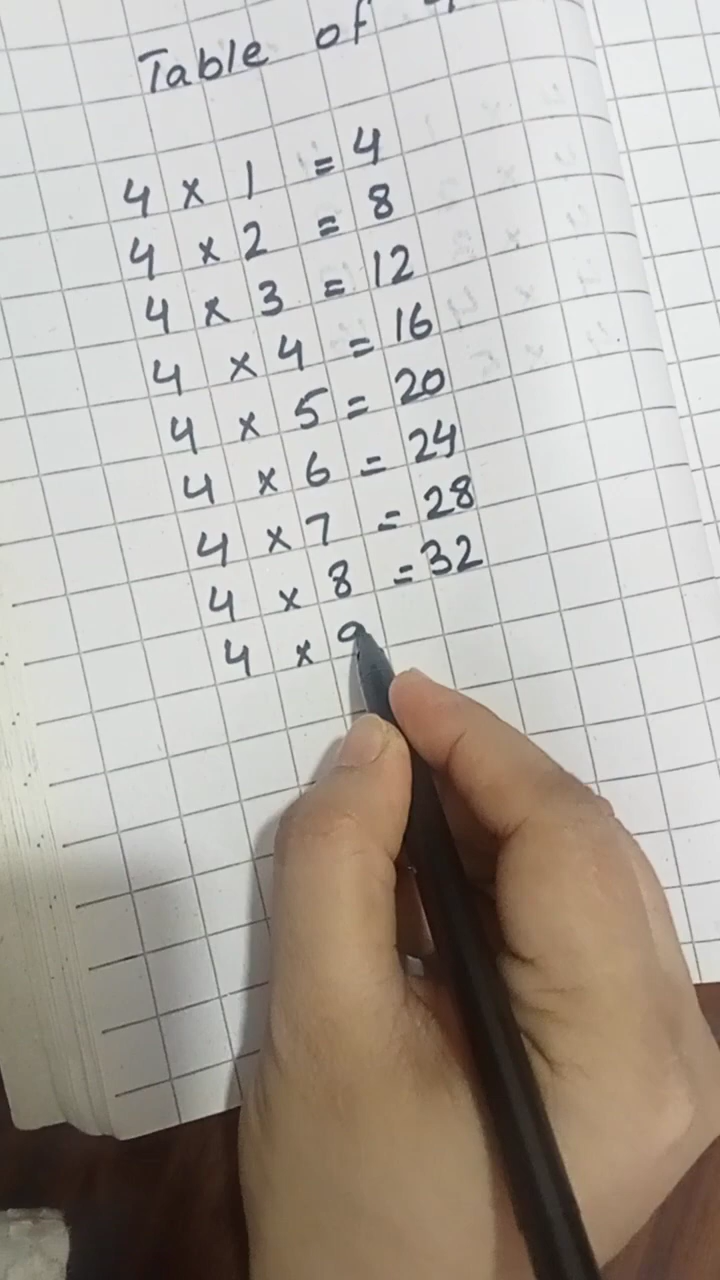 Table of
4 × 1 = 4
4 × 2 = 8
4 × 3 = 12
4 × 4 = 16
4 × 5 = 20
4 × 6 = 24
4 × 7 = 28
4 × 8 = 32
4 × 9